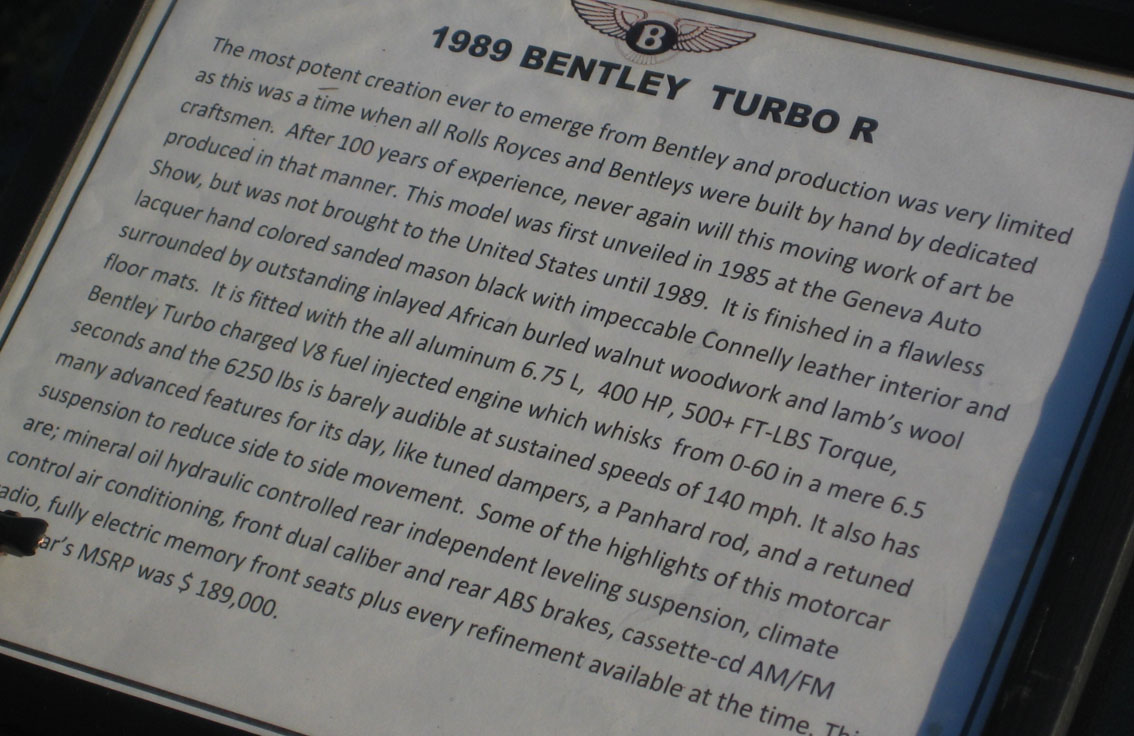 B
1989 BENTLEY TURBO R
The most potent creation ever to emerge from Bentley and production was very limited
as this was a time when all Rolls Royces and Bentleys were built by hand by dedicated
craftsmen. After 100 years of experience, never again will this moving work of art be
produced in that manner. This model was first unveiled in 1985 at the Geneva Auto
Show, but was not brought to the United States until 1989. It is finished in a flawless
lacquer hand colored sanded mason black with impeccable Connelly leather interior and
surrounded by outstanding inlayed African burled walnut woodwork and lamb's wool
floor mats. It is fitted with the all aluminum 6.75 L, 400 HP, 500+ FT-LBS Torque,
Bentley Turbo charged V8 fuel injected engine which whisks from 0-60 in a mere 6.5
seconds and the 6250 lbs is barely audible at sustained speeds of 140 mph. It also has
many advanced features for its day, like tuned dampers, a Panhard rod, and a retuned
suspension to reduce side to side movement. Some of the highlights of this motorcar
are; mineral oil hydraulic controlled rear independent leveling suspension, climate
control air conditioning, front dual caliber and rear ABS brakes, cassette-cd AM/FM
adio, fully electric memory front seats plus every refinement available at the time. Thi
ar's MSRP was $ 189,000.